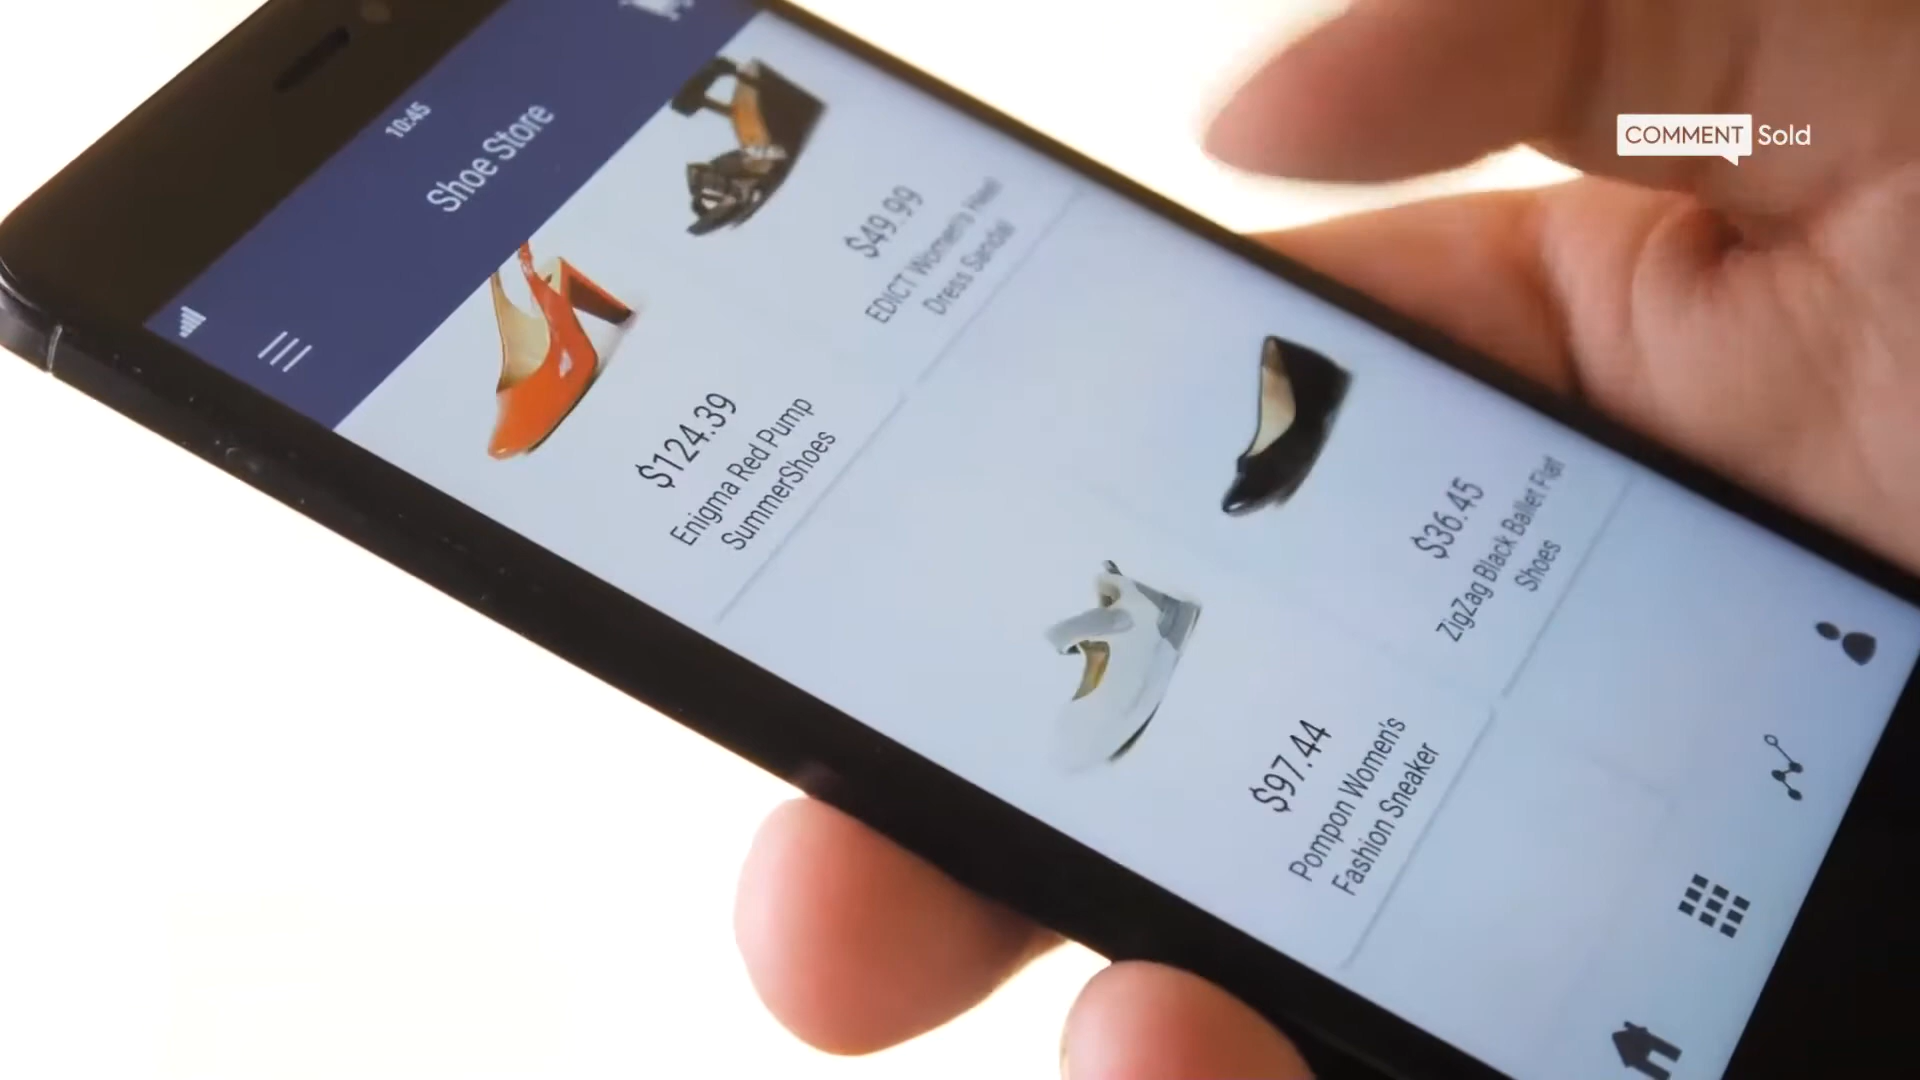 10:45
Shoe Store
$124.39
Enigma Red Pump
SummerShoes
$49.99
EDICT Women's Heel
Dress Sandal
$97.44
Pompon Women's
Fashion Sneaker
$36.45
ZigZag Black Ballet Flat
Shoes
COMMENT Sold